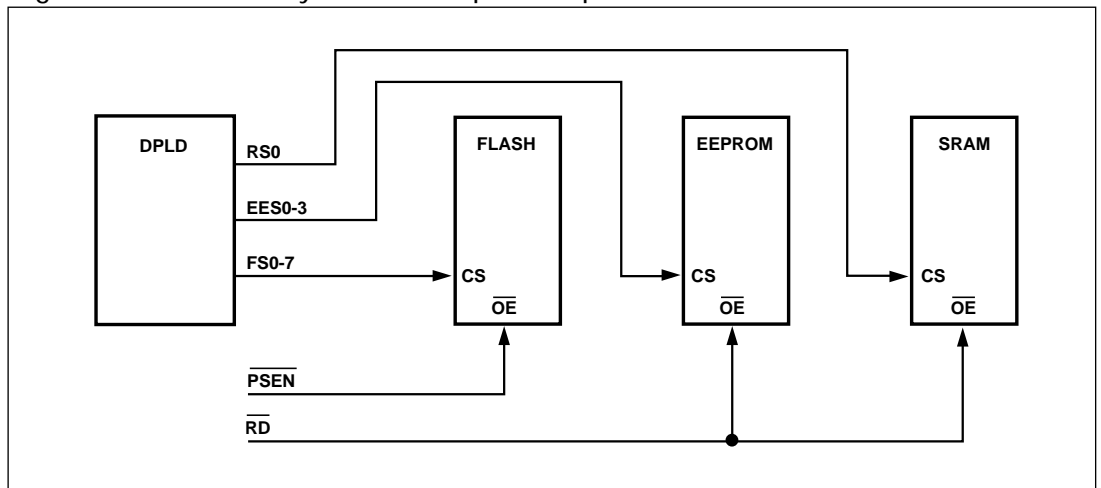 DPLD
RS0
EES0-3
FS0-7
FLASH
CS
OE
EEPROM
CS
OE
SRAM
CS
OE
PSEN
RD